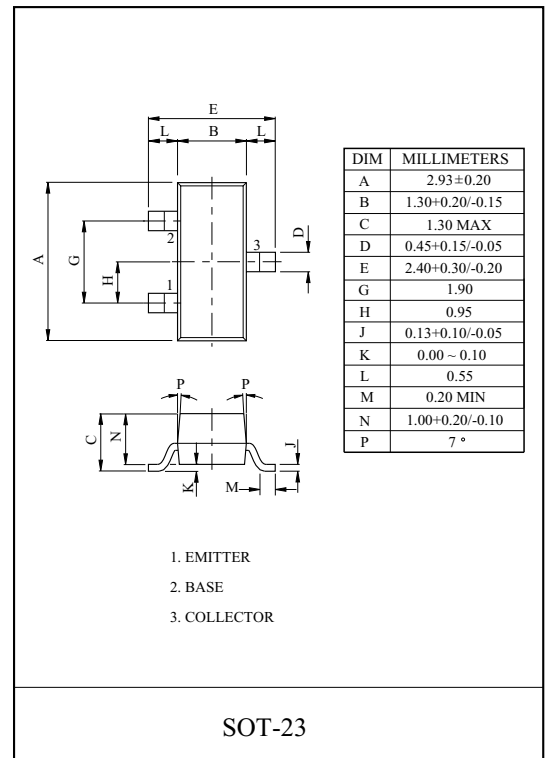 E
L B L
A
G
H
D
2
3
1
P P
C
N
K
M
J
DIM MILLIMETERS
A 2.93±0.20
B 1.30+0.20/-0.15
C 1.30 MAX
D 0.45+0.15/-0.05
E 2.40+0.30/-0.20
G 1.90
H 0.95
J 0.13+0.10/-0.05
K 0.00 ~ 0.10
L 0.55
M 0.20 MIN
N 1.00+0.20/-0.10
P 7 °
1. EMITTER
2. BASE
3. COLLECTOR
SOT-23